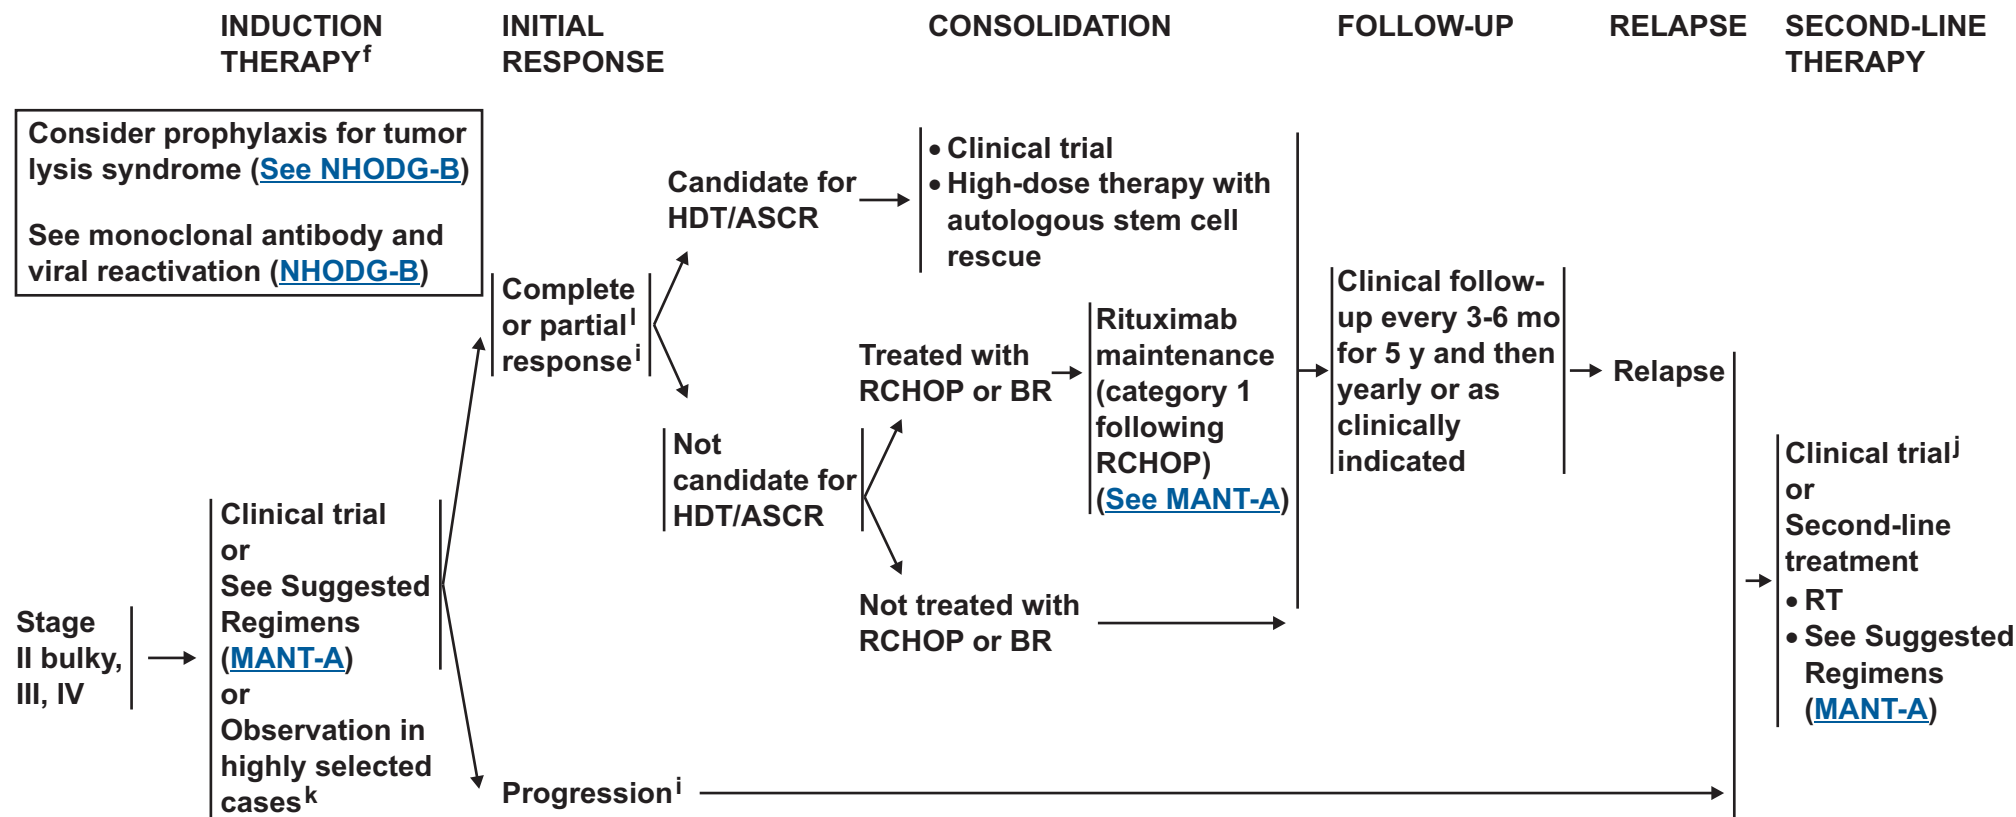 INDUCTION
THERAPYᶠ
INITIAL
RESPONSE
CONSOLIDATION
FOLLOW-UP
RELAPSE
SECOND-LINE
THERAPY
Consider prophylaxis for tumor
lysis syndrome (See NHODG-B)
See monoclonal antibody and
viral reactivation (NHODG-B)
Stage
II bulky,
III, IV
Clinical trial
or
See Suggested
Regimens
(MANT-A)
or
Observation in
highly selected
casesᵏ
Complete
or partialˡ
responseⁱ
Progressionⁱ
Candidate for
HDT/ASCR
Not
candidate for
HDT/ASCR
• Clinical trial
• High-dose therapy with
autologous stem cell
rescue
Treated with
RCHOP or BR
Not treated with
RCHOP or BR
Rituximab
maintenance
(category 1
following
RCHOP)
(See MANT-A)
Clinical follow-
up every 3-6 mo
for 5 y and then
yearly or as
clinically
indicated
Relapse
Clinical trialʲ
or
Second-line
treatment
• RT
• See Suggested
Regimens
(MANT-A)